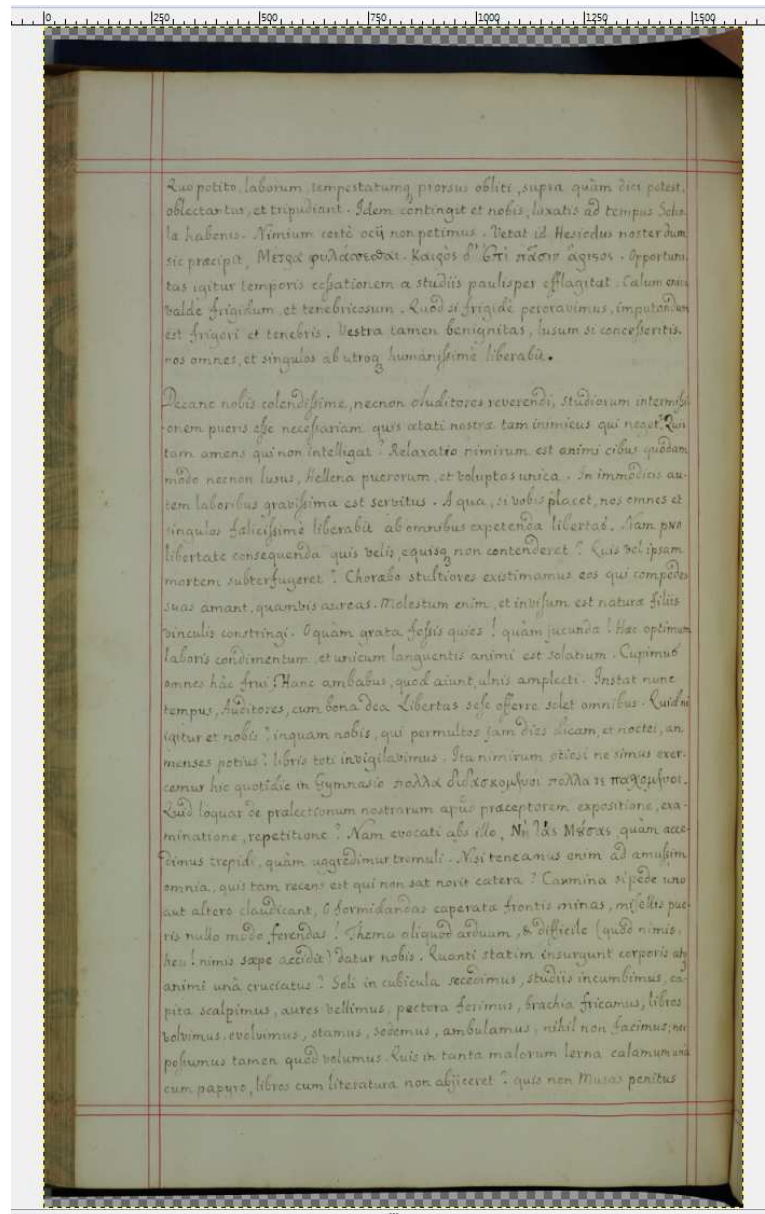 0 250 500 750 1000 1250 1500
Quo potito, laborum, tempestatumq prorsus obliti, supra quàm dici potest,
oblectantur, et tripudiant. Idem contingit et nobis, laxatis ad tempus Scho-
la habenis. Nimium certè ocij non petimus. Vetat id Hesiodus noster dum
sic præcipit, Μέτρα φυλάσσεσθαι. Καιρὸς δ' ἐπὶ πᾶσιν ἄριστος. Opportuni-
tas igitur temporis cessationem a studiis paulisper efflagitat. Cælum enim
valde frigidum, et tenebricosum. Quòd si frigidè peroravimus, imputandum
est frigori et tenebris. Vestra tamen benignitas, lusum si concesseritis,
nos omnes, et singulos ab utroq humanissimè liberabit.
Decane nobis colendissime, necnon Auditores reverendi, studiorum intermissi-
onem pueris esse necessariam quis ætati nostræ tam inimicus qui neget? Quis
tam amens qui non intelligat? Relaxatio nimirum est animi cibus quodam
modo necnon lusus, Hellena puerorum, et voluptas unica. In immodicis au-
tem laboribus gravissima est servitus. A qua, si vobis placet, nos omnes et
singulos fælicissimè liberabit ab omnibus expetenda libertas. Nam pro
libertate consequenda quis velis, equisq non contenderet? Quis vel ipsam
mortem subterfugeret? Chorœbo stultiores existimamus eos qui compedes
suas amant, quamvis aureas. Molestum enim, et invisum est naturæ filiis
vinculis constringi. O quàm grata fessis quies! quàm jucunda! Hæc optimum
laboris condimentum, et unicum languentis animi est solatium. Cupimus
omnes hâc frui? Hanc ambabus, quod aiunt, ulnis amplecti. Instat nunc
tempus, Auditores, cum bona dea Libertas sese offerre solet omnibus. Quidni
igitur et nobis? inquam nobis, qui permultos jam dies dicam, et noctes, an
menses potius? libris toti invigilavimus. Ita nimirum otiosi ne simus exer-
cemur hic quotidie in Gymnasio πολλὰ διδασκομενοι πολλα τε παχομενοι.
Quid loquar de prælectionum nostrarum apud præceptorem expositione, exa-
minatione, repetitione? Nam evocati abs illo, Νὴ τὰς Μούσας, quàm acce-
dimus trepidi, quàm aggredimur tremuli. Nisi teneamus enim ad amussim
omnia, quis tam recens est qui non sat norit cætera? Carmina si pede uno
aut altero claudicant, ô formidandas caperatæ frontis minas, misellis pue-
ris nullo modo ferendas! Thema aliquod arduum, & difficile (quod nimis,
heu! nimis sæpe accidit) datur nobis. Quanti statim insurgunt corporis atq
animi unà cruciatus? Soli in cubicula secedimus, studiis incumbimus, ca-
pita scalpimus, aures vellimus, pectora ferimus, brachia fricamus, libros
volvimus, evolvimus, stamus, sedemus, ambulamus, nihil non facimus; nec
possumus tamen quod volumus. Quis in tanta malorum lerna calamum unà
cum papyro, libros cum literatura non abjiceret? quis non Musas penitus